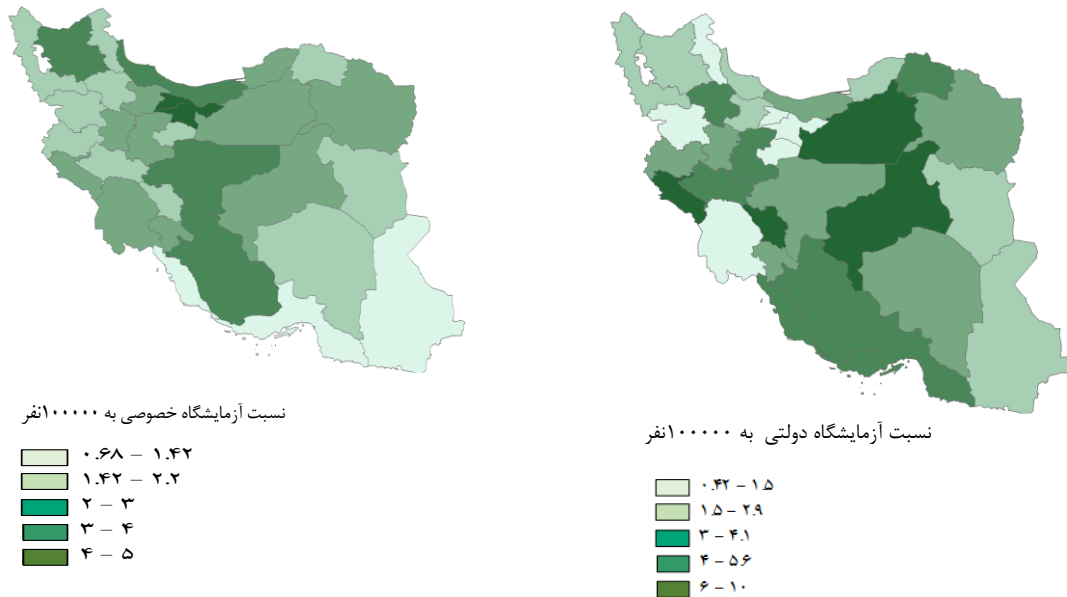 نسبت آزمایشگاه خصوصی به ۱۰۰۰۰۰نفر
۰.۶۸ – ۱.۴۲
۱.۴۲ – ۲.۲
۲ – ۳
۳ – ۴
۴ – ۵
نسبت آزمایشگاه دولتی به ۱۰۰۰۰۰نفر
۰.۴۲ – ۱.۵
۱.۵ – ۲.۹
۳ – ۴.۱
۴ – ۵.۶
۶ – ۱۰